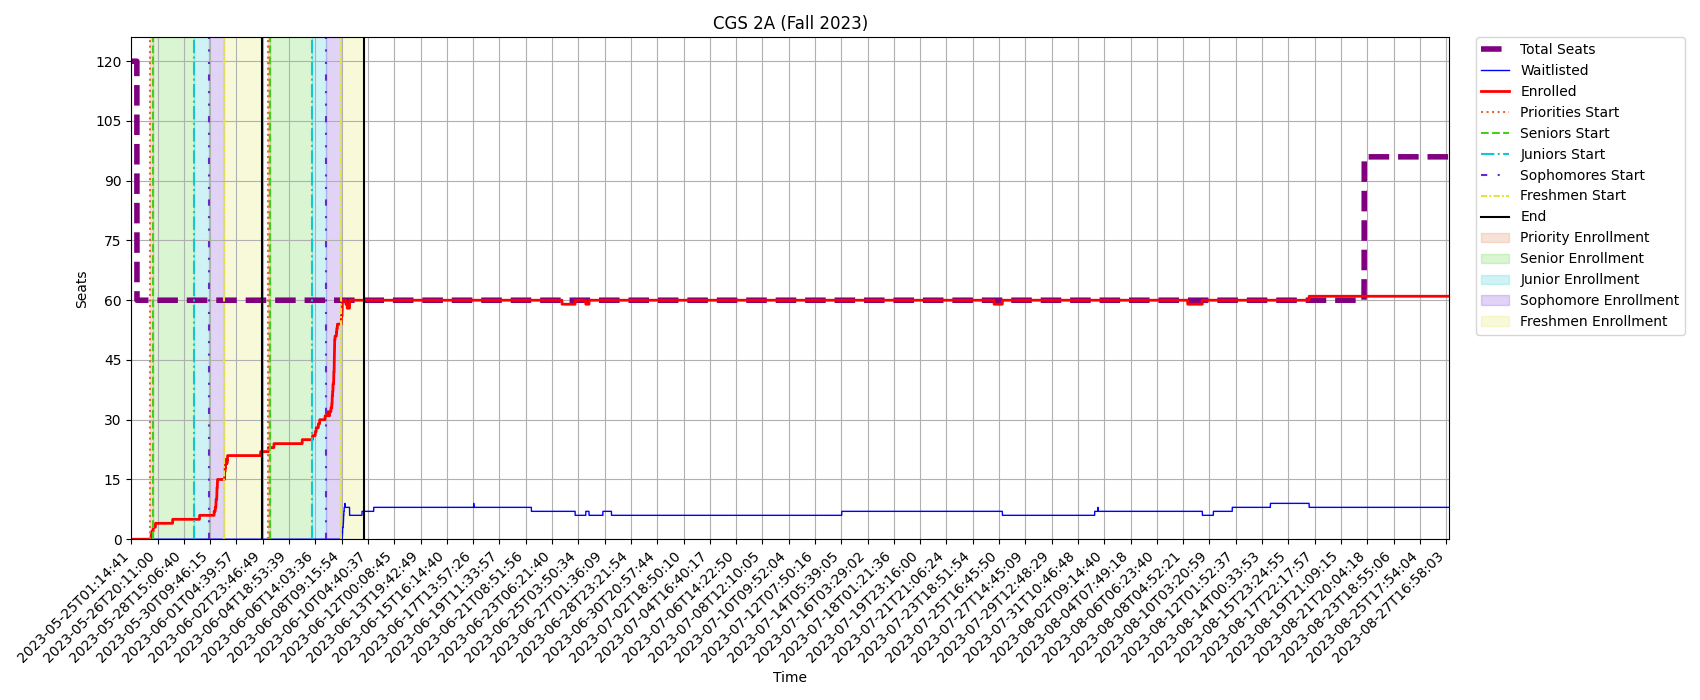 CGS 2A (Fall 2023)
Seats
120
105
90
75
60
45
30
15
0
2023-05-25T01:14:41
2023-05-26T20:11:00
2023-05-28T15:06:40
2023-05-30T09:46:15
2023-06-01T04:39:57
2023-06-02T23:46:49
2023-06-04T18:53:39
2023-06-06T14:03:36
2023-06-08T09:15:54
2023-06-10T04:40:37
2023-06-12T00:08:45
2023-06-13T19:42:49
2023-06-15T16:14:40
2023-06-17T13:57:26
2023-06-19T11:33:57
2023-06-21T08:51:56
2023-06-23T06:21:40
2023-06-25T03:50:34
2023-06-27T01:36:09
2023-06-28T23:21:54
2023-06-30T20:57:44
2023-07-02T18:50:10
2023-07-04T16:40:17
2023-07-06T14:22:50
2023-07-08T12:10:05
2023-07-10T09:52:04
2023-07-12T07:50:16
2023-07-14T05:39:05
2023-07-16T03:29:02
2023-07-18T01:21:36
2023-07-19T23:16:00
2023-07-21T21:06:24
2023-07-23T18:51:54
2023-07-25T16:45:50
2023-07-27T14:45:09
2023-07-29T12:48:29
2023-07-31T10:46:48
2023-08-02T09:14:40
2023-08-04T07:49:18
2023-08-06T06:23:40
2023-08-08T04:52:21
2023-08-10T03:20:59
2023-08-12T01:52:37
2023-08-14T00:33:53
2023-08-15T23:24:55
2023-08-17T22:17:57
2023-08-19T21:09:15
2023-08-21T20:04:18
2023-08-23T18:55:06
2023-08-25T17:54:04
2023-08-27T16:58:03
Time
Total Seats
Waitlisted
Enrolled
Priorities Start
Seniors Start
Juniors Start
Sophomores Start
Freshmen Start
End
Priority Enrollment
Senior Enrollment
Junior Enrollment
Sophomore Enrollment
Freshmen Enrollment